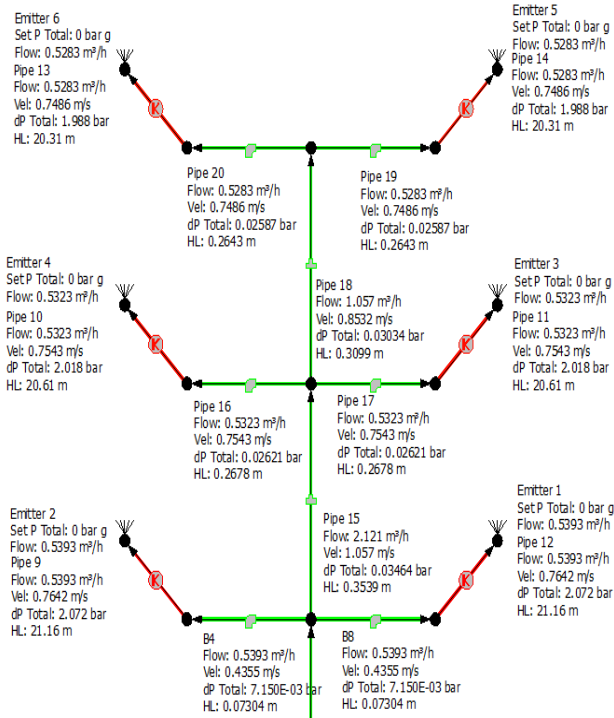 Emitter 6
Set P Total: 0 bar g
Flow: 0.5283 m³/h
Pipe 13
Flow: 0.5283 m³/h
Vel: 0.7486 m/s
dP Total: 1.988 bar
HL: 20.31 m
Emitter 5
Set P Total: 0 bar g
Flow: 0.5283 m³/h
Pipe 14
Flow: 0.5283 m³/h
Vel: 0.7486 m/s
dP Total: 1.988 bar
HL: 20.31 m
K
K
Pipe 20
Flow: 0.5283 m³/h
Vel: 0.7486 m/s
dP Total: 0.02587 bar
HL: 0.2643 m
Pipe 19
Flow: 0.5283 m³/h
Vel: 0.7486 m/s
dP Total: 0.02587 bar
HL: 0.2643 m
Emitter 4
Set P Total: 0 bar g
Flow: 0.5323 m³/h
Pipe 10
Flow: 0.5323 m³/h
Vel: 0.7543 m/s
dP Total: 2.018 bar
HL: 20.61 m
Pipe 18
Flow: 1.057 m³/h
Vel: 0.8532 m/s
dP Total: 0.03034 bar
HL: 0.3099 m
Emitter 3
Set P Total: 0 bar g
Flow: 0.5323 m³/h
Pipe 11
Flow: 0.5323 m³/h
Vel: 0.7543 m/s
dP Total: 2.018 bar
HL: 20.61 m
K
K
Pipe 16
Flow: 0.5323 m³/h
Vel: 0.7543 m/s
dP Total: 0.02621 bar
HL: 0.2678 m
Pipe 17
Flow: 0.5323 m³/h
Vel: 0.7543 m/s
dP Total: 0.02621 bar
HL: 0.2678 m
Emitter 2
Set P Total: 0 bar g
Flow: 0.5393 m³/h
Pipe 9
Flow: 0.5393 m³/h
Vel: 0.7642 m/s
dP Total: 2.072 bar
HL: 21.16 m
Pipe 15
Flow: 2.121 m³/h
Vel: 1.057 m/s
dP Total: 0.03464 bar
HL: 0.3539 m
Emitter 1
Set P Total: 0 bar g
Flow: 0.5393 m³/h
Pipe 12
Flow: 0.5393 m³/h
Vel: 0.7642 m/s
dP Total: 2.072 bar
HL: 21.16 m
K
K
B4
Flow: 0.5393 m³/h
Vel: 0.4355 m/s
dP Total: 7.150E-03 bar
HL: 0.07304 m
B8
Flow: 0.5393 m³/h
Vel: 0.4355 m/s
dP Total: 7.150E-03 bar
HL: 0.07304 m